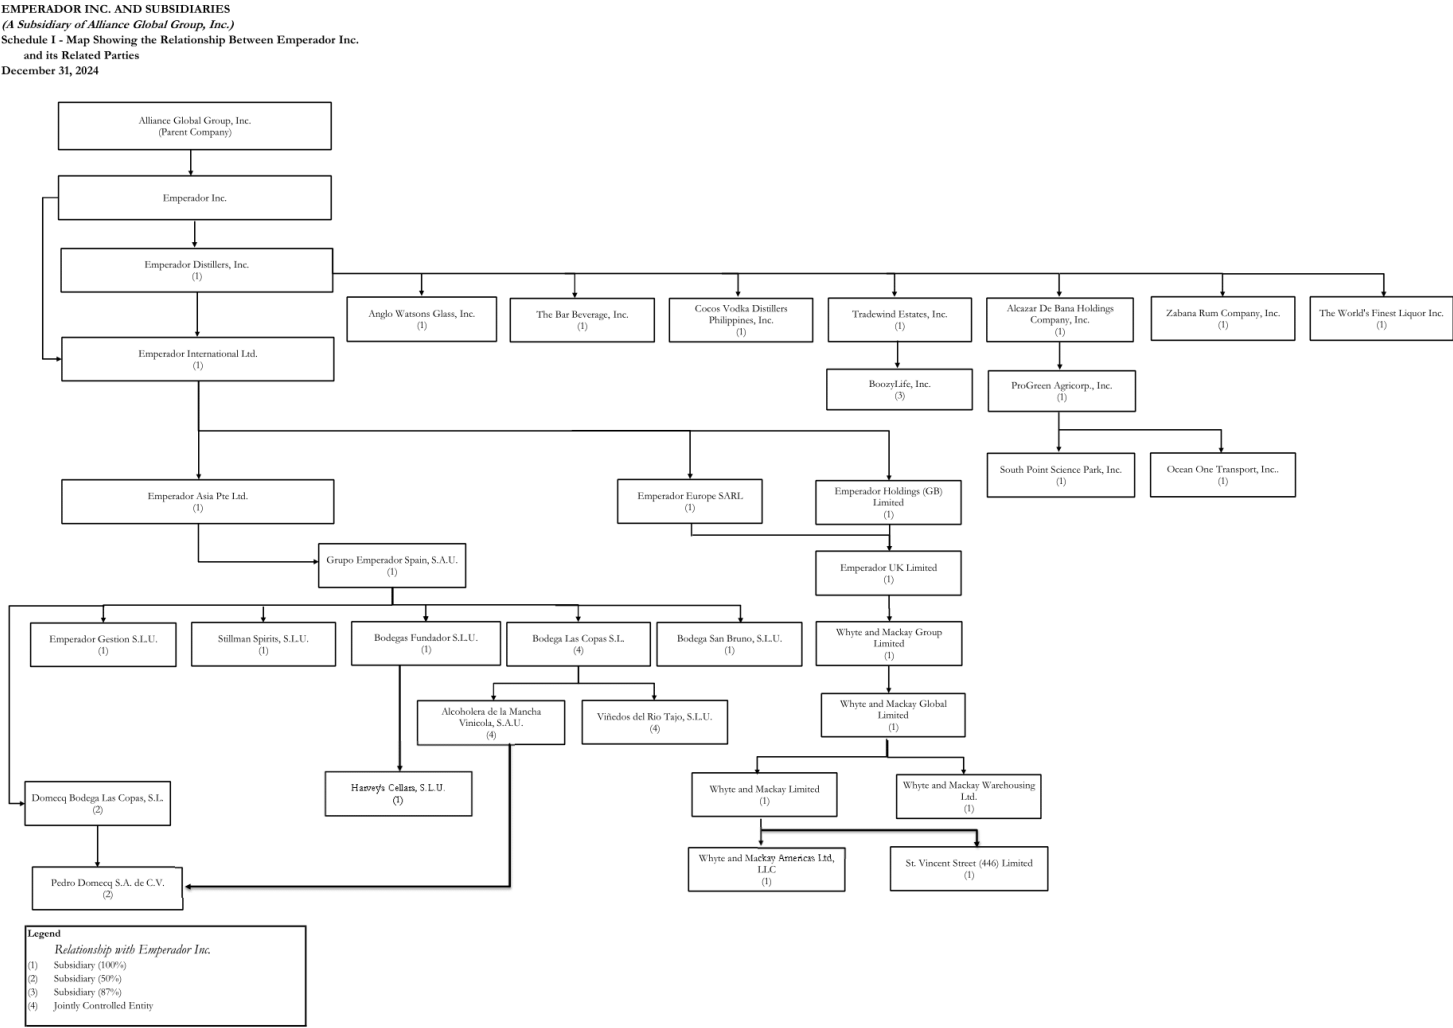 EMPERADOR INC. AND SUBSIDIARIES
(A Subsidiary of Alliance Global Group, Inc.)
Schedule I - Map Showing the Relationship Between Emperador Inc.
and its Related Parties
December 31, 2024
Alliance Global Group, Inc.
(Parent Company)
Emperador Inc.
Emperador Distillers, Inc.
(1)
Anglo Watsons Glass, Inc.
(1)
The Bar Beverage, Inc.
(1)
Cocos Vodka Distillers
Philippines, Inc.
(1)
Tradewind Estates, Inc.
(1)
Alcazar De Bana Holdings
Company, Inc.
(1)
Zabana Rum Company, Inc.
(1)
The World's Finest Liquor Inc.
(1)
Emperador International Ltd.
(1)
BoozyLife, Inc.
(3)
ProGreen Agricorp., Inc.
(1)
South Point Science Park, Inc.
(1)
Ocean One Transport, Inc..
(1)
Emperador Asia Pte Ltd.
(1)
Emperador Europe SARL
(1)
Emperador Holdings (GB)
Limited
(1)
Grupo Emperador Spain, S.A.U.
(1)
Emperador UK Limited
(1)
Emperador Gestion S.L.U.
(1)
Stillman Spirits, S.L.U.
(1)
Bodegas Fundador S.L.U.
(1)
Bodega Las Copas S.L.
(4)
Bodega San Bruno, S.L.U.
(1)
Whyte and Mackay Group
Limited
(1)
Alcoholera de la Mancha
Vinicola, S.A.U.
(4)
Viñedos del Rio Tajo, S.L.U.
(4)
Whyte and Mackay Global
Limited
(1)
Domecq Bodega Las Copas, S.L.
(2)
Harvey's Cellars, S.L.U.
(1)
Whyte and Mackay Limited
(1)
Whyte and Mackay Warehousing
Ltd.
(1)
Pedro Domecq S.A. de C.V.
(2)
Whyte and Mackay Americas Ltd,
LLC
(1)
St. Vincent Street (446) Limited
(1)
Legend
Relationship with Emperador Inc.
(1) Subsidiary (100%)
(2) Subsidiary (50%)
(3) Subsidiary (87%)
(4) Jointly Controlled Entity